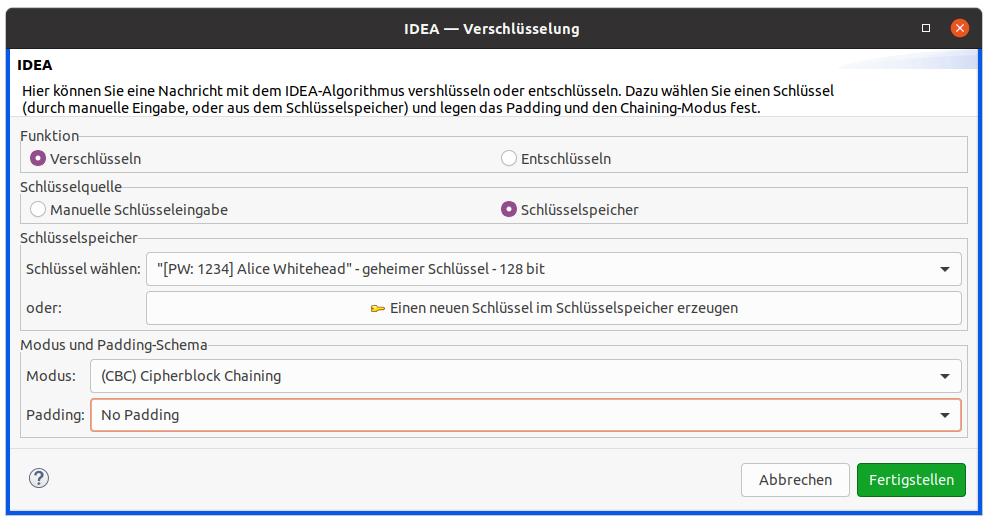 IDEA — Verschlüsselung
IDEA
Hier können Sie eine Nachricht mit dem IDEA-Algorithmus vershlüsseln oder entschlüsseln. Dazu wählen Sie einen Schlüssel
(durch manuelle Eingabe, oder aus dem Schlüsselspeicher) und legen das Padding und den Chaining-Modus fest.
Funktion
Verschlüsseln Entschlüsseln
Schlüsselquelle
Manuelle Schlüsseleingabe Schlüsselspeicher
Schlüsselspeicher
Schlüssel wählen: "[PW: 1234] Alice Whitehead" - geheimer Schlüssel - 128 bit
oder: Einen neuen Schlüssel im Schlüsselspeicher erzeugen
Modus und Padding-Schema
Modus: (CBC) Cipherblock Chaining
Padding: No Padding
? Abbrechen Fertigstellen